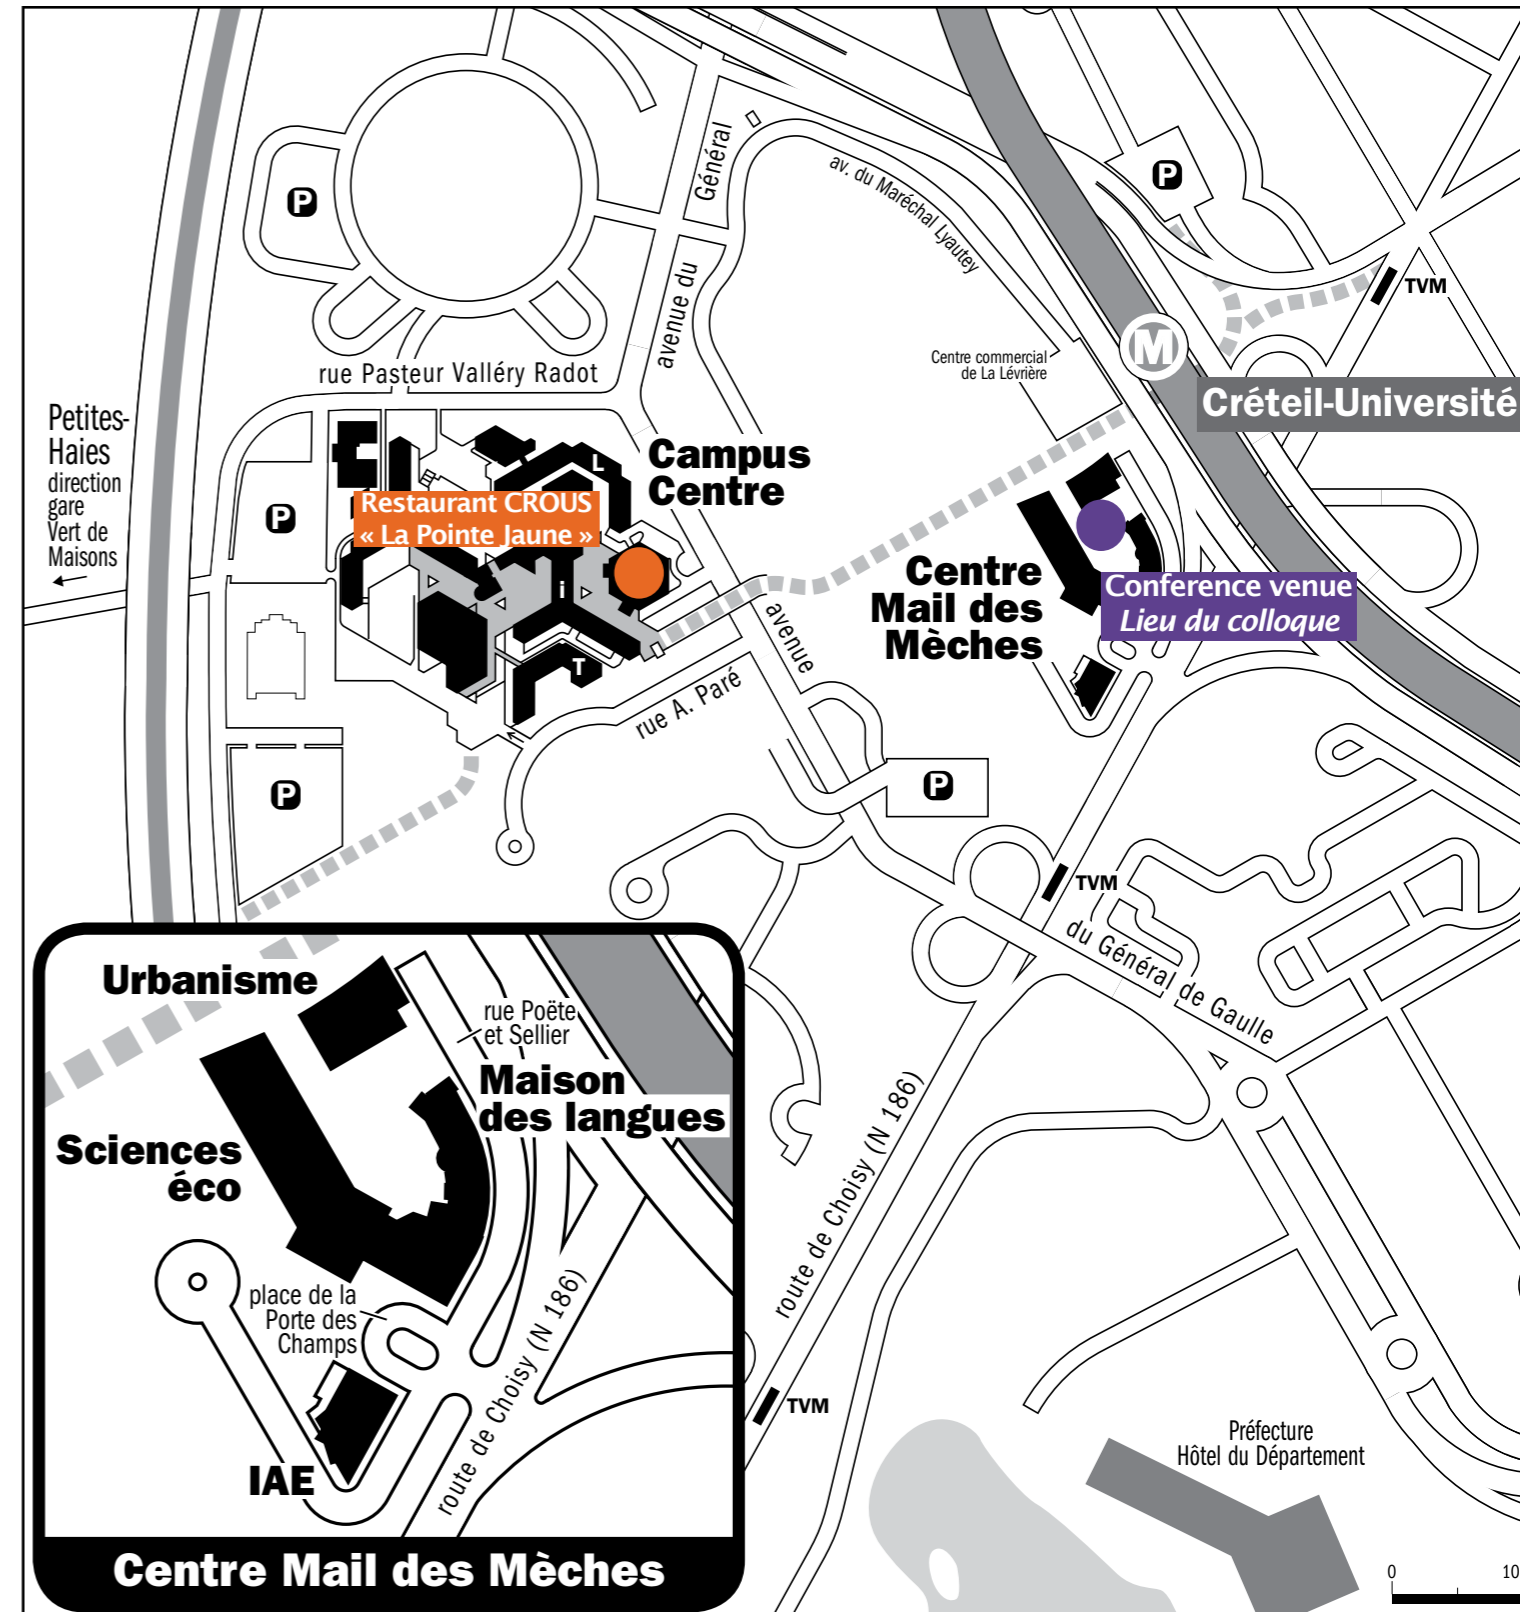 Général
av. du Maréchal Lyautey
P
P
TVM
avenue du
M
Centre commercial
de La Lévrière
Créteil-Université
rue Pasteur Valléry Radot
Petites-
Haies
direction
gare
Vert de
Maisons
P
L
Campus
Centre
Restaurant CROUS
« La Pointe Jaune »
i
T
Centre
Mail des
Mèches
Conference venue
Lieu du colloque
avenue
rue A. Paré
P
P
TVM
du Général de Gaulle
route de Choisy (N 186)
TVM
Préfecture
Hôtel du Département
0
10
Urbanisme
rue Poëte
et Sellier
Maison
des langues
Sciences
éco
place de la
Porte des
Champs
route de Choisy (N 186)
IAE
Centre Mail des Mèches